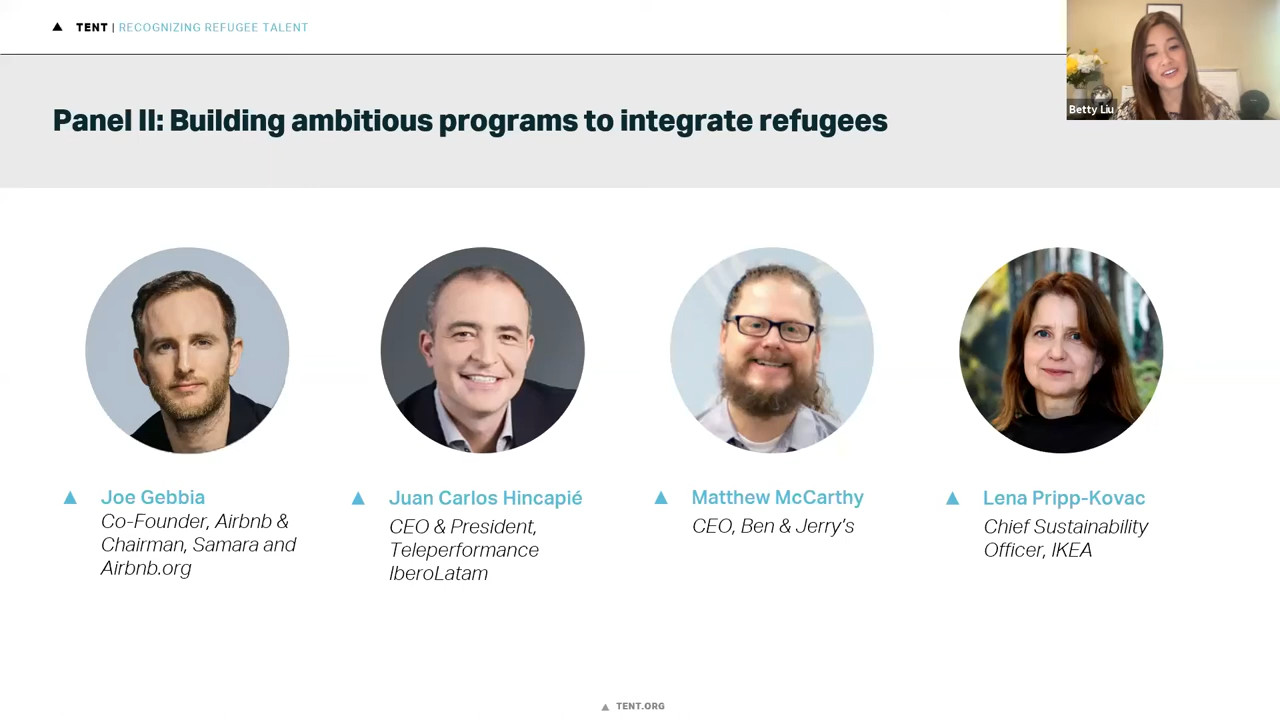 TENT | RECOGNIZING REFUGEE TALENT
Betty Liu
Panel II: Building ambitious programs to integrate refugees
Joe Gebbia
Co-Founder, Airbnb &
Chairman, Samara and
Airbnb.org
Juan Carlos Hincapié
CEO & President,
Teleperformance
IberoLatam
Matthew McCarthy
CEO, Ben & Jerry's
Lena Pripp-Kovac
Chief Sustainability
Officer, IKEA
TENT.ORG